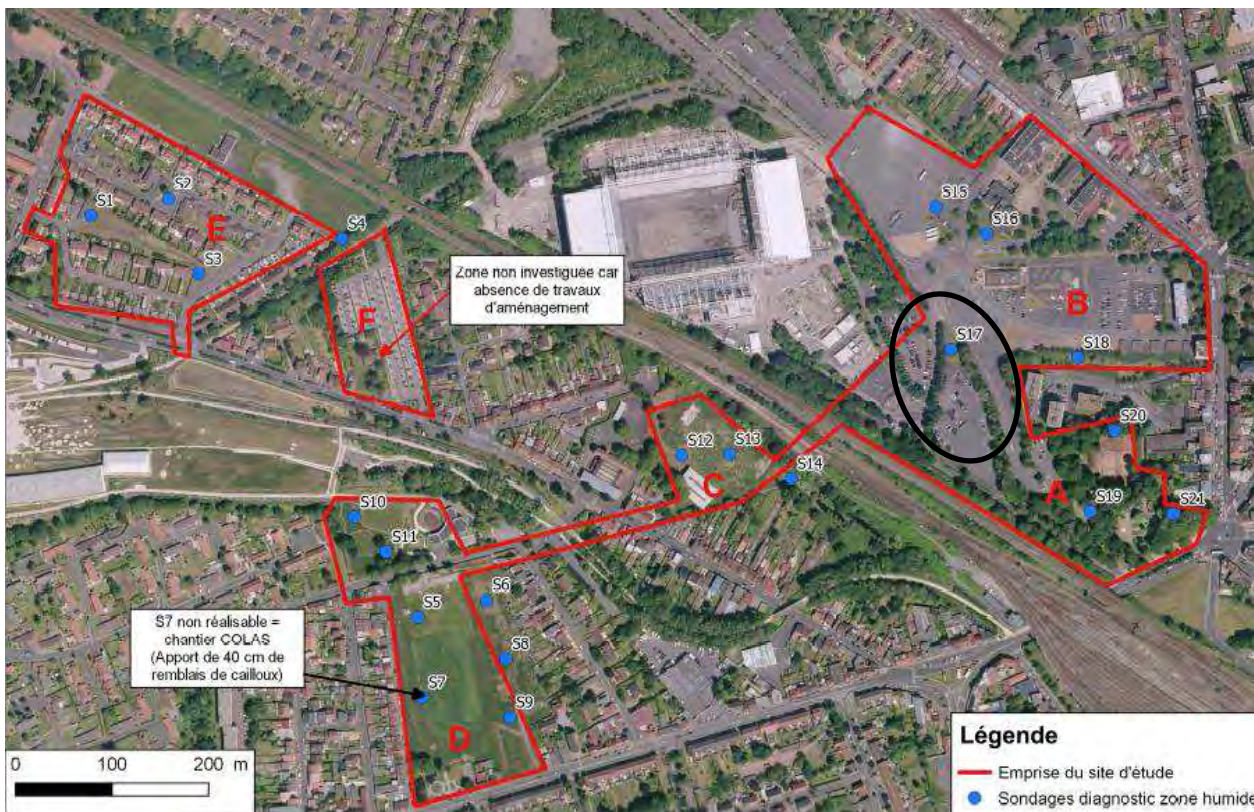 S1
S2
E
S3
S4
F
Zone non investiguée car
absence de travaux
d'aménagement
S15
S16
B
S17
S18
S20
A
S19
S21
S12
S13
C
S14
S10
S11
S5
S6
S8
S7
S9
D
S7 non réalisable =
chantier COLAS
(Apport de 40 cm de
remblais de cailloux)
0 100 200 m
Légende
Emprise du site d'étude
Sondages diagnostic zone humid